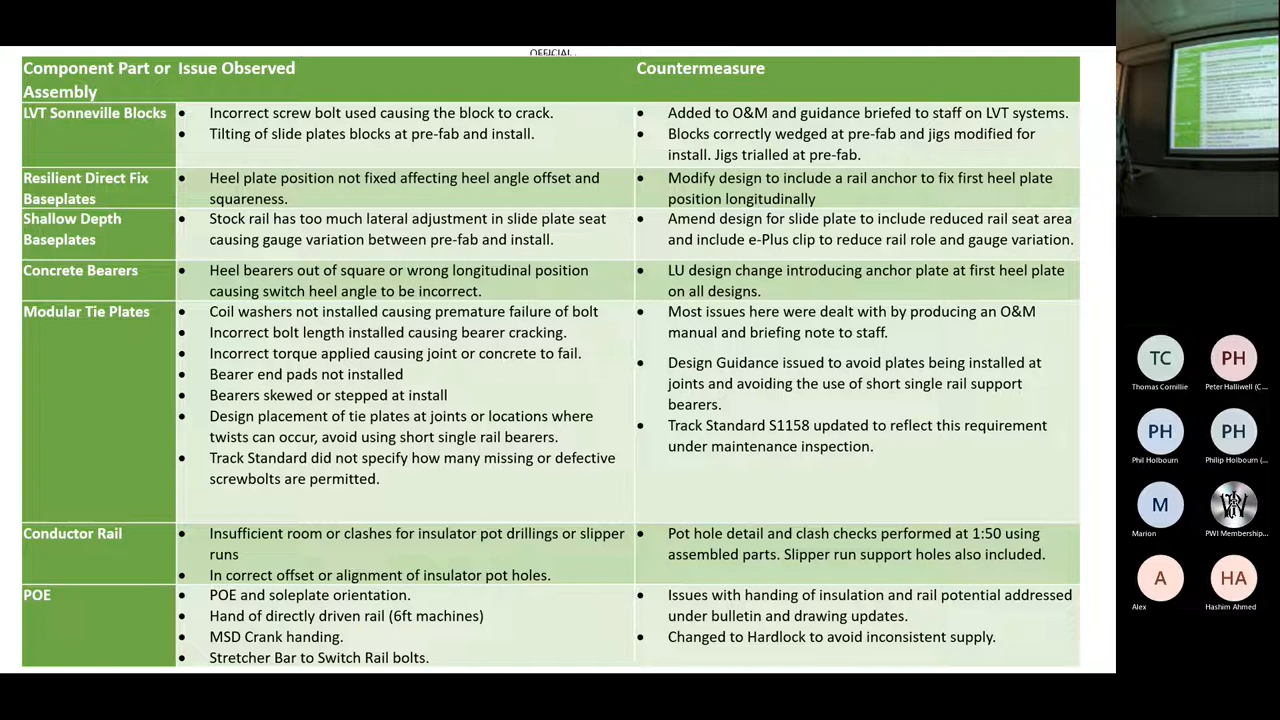 OFFICIAL
Component Part or Assembly | Issue Observed | Countermeasure
LVT Sonneville Blocks
• Incorrect screw bolt used causing the block to crack.
• Tilting of slide plates blocks at pre-fab and install.
• Added to O&M and guidance briefed to staff on LVT systems.
• Blocks correctly wedged at pre-fab and jigs modified for
install. Jigs trialled at pre-fab.
Resilient Direct Fix
Baseplates
• Heel plate position not fixed affecting heel angle offset and
squareness.
• Modify design to include a rail anchor to fix first heel plate
position longitudinally
Shallow Depth
Baseplates
• Stock rail has too much lateral adjustment in slide plate seat
causing gauge variation between pre-fab and install.
• Amend design for slide plate to include reduced rail seat area
and include e-Plus clip to reduce rail role and gauge variation.
Concrete Bearers
• Heel bearers out of square or wrong longitudinal position
causing switch heel angle to be incorrect.
• LU design change introducing anchor plate at first heel plate
on all designs.
Modular Tie Plates
• Coil washers not installed causing premature failure of bolt
• Incorrect bolt length installed causing bearer cracking.
• Incorrect torque applied causing joint or concrete to fail.
• Bearer end pads not installed
• Bearers skewed or stepped at install
• Design placement of tie plates at joints or locations where
twists can occur, avoid using short single rail bearers.
• Track Standard did not specify how many missing or defective
screwbolts are permitted.
• Most issues here were dealt with by producing an O&M
manual and briefing note to staff.
• Design Guidance issued to avoid plates being installed at
joints and avoiding the use of short single rail support
bearers.
• Track Standard S1158 updated to reflect this requirement
under maintenance inspection.
Conductor Rail
• Insufficient room or clashes for insulator pot drillings or slipper
runs
• In correct offset or alignment of insulator pot holes.
• Pot hole detail and clash checks performed at 1:50 using
assembled parts. Slipper run support holes also included.
POE
• POE and soleplate orientation.
• Hand of directly driven rail (6ft machines)
• MSD Crank handing.
• Stretcher Bar to Switch Rail bolts.
• Issues with handing of insulation and rail potential addressed
under bulletin and drawing updates.
• Changed to Hardlock to avoid inconsistent supply.
TC
Thomas Cornillie
PH
Peter Halliwell (C...
PH
Phil Holbourn
PH
Philip Holbourn (...
M
Marion
PWI Membership...
A
Alex
HA
Hashim Ahmed